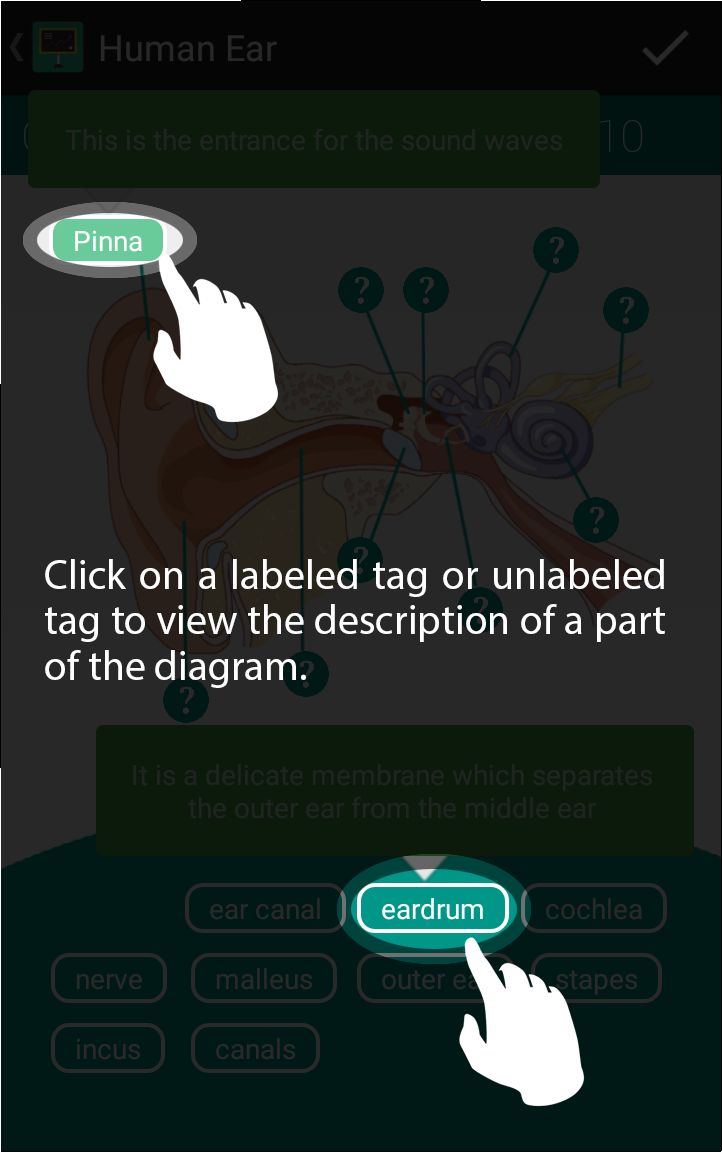 Human Ear
This is the entrance for the sound waves
10
Pinna
?
?
?
?
?
?
Click on a labeled tag or unlabeled
tag to view the description of a part
of the diagram.
?
?
?
It is a delicate membrane which separates
the outer ear from the middle ear
ear canal
eardrum
cochlea
nerve
malleus
outer ear
stapes
incus
canals